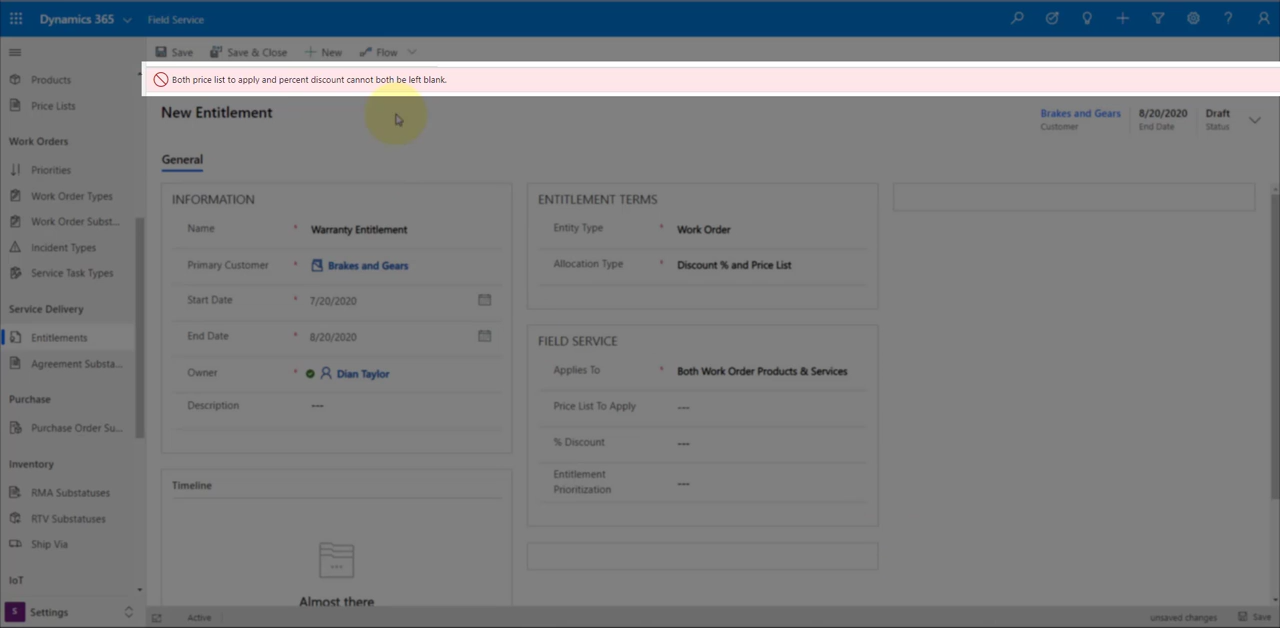 Dynamics 365
Field Service
Save
Save & Close
New
Flow
Both price list to apply and percent discount cannot both be left blank.
New Entitlement
Brakes and Gears
Customer
8/20/2020
End Date
Draft
Status
General
Products
Price Lists
Work Orders
Priorities
Work Order Types
Work Order Subst...
Incident Types
Service Task Types
Service Delivery
Entitlements
Agreement Substa...
Purchase
Purchase Order Su...
Inventory
RMA Substatuses
RTV Substatuses
Ship Via
IoT
S
Settings
INFORMATION
Name * Warranty Entitlement
Primary Customer * Brakes and Gears
Start Date * 7/20/2020
End Date * 8/20/2020
Owner * Dian Taylor
Description ---
Timeline
Almost there
ENTITLEMENT TERMS
Entity Type * Work Order
Allocation Type * Discount % and Price List
FIELD SERVICE
Applies To * Both Work Order Products & Services
Price List To Apply ---
% Discount ---
Entitlement
Prioritization ---
Active
unsaved changes
Save